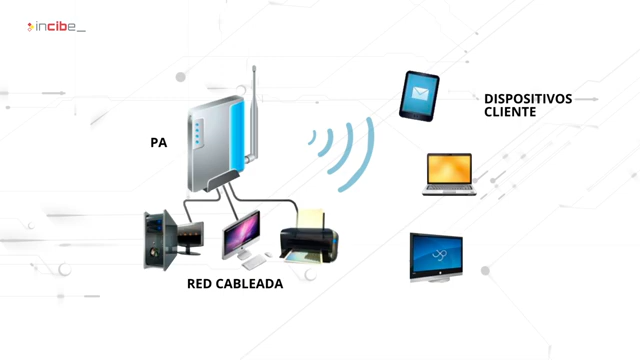 incibe_
DISPOSITIVOS
CLIENTE
PA
RED CABLEADA